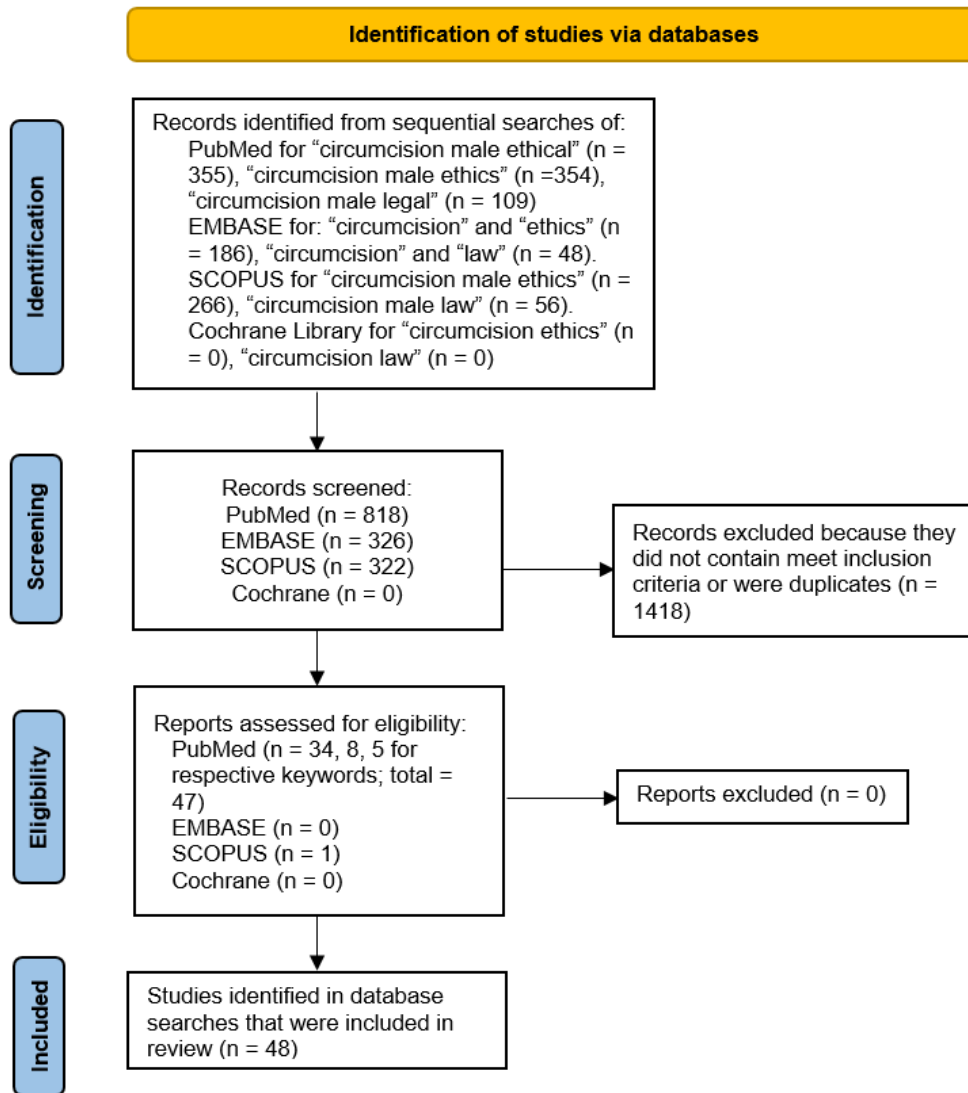 Identification of studies via databases
Identification
Records identified from sequential searches of:
PubMed for “circumcision male ethical” (n =
355), “circumcision male ethics” (n =354),
“circumcision male legal” (n = 109)
EMBASE for: “circumcision” and “ethics” (n
= 186), “circumcision” and “law” (n = 48).
SCOPUS for “circumcision male ethics” (n
= 266), “circumcision male law” (n = 56).
Cochrane Library for “circumcision ethics” (n
= 0), “circumcision law” (n = 0)
Screening
Records screened:
PubMed (n = 818)
EMBASE (n = 326)
SCOPUS (n = 322)
Cochrane (n = 0)
Records excluded because they
did not contain meet inclusion
criteria or were duplicates (n =
1418)
Eligibility
Reports assessed for eligibility:
PubMed (n = 34, 8, 5 for
respective keywords; total =
47)
EMBASE (n = 0)
SCOPUS (n = 1)
Cochrane (n = 0)
Reports excluded (n = 0)
Included
Studies identified in database
searches that were included in
review (n = 48)